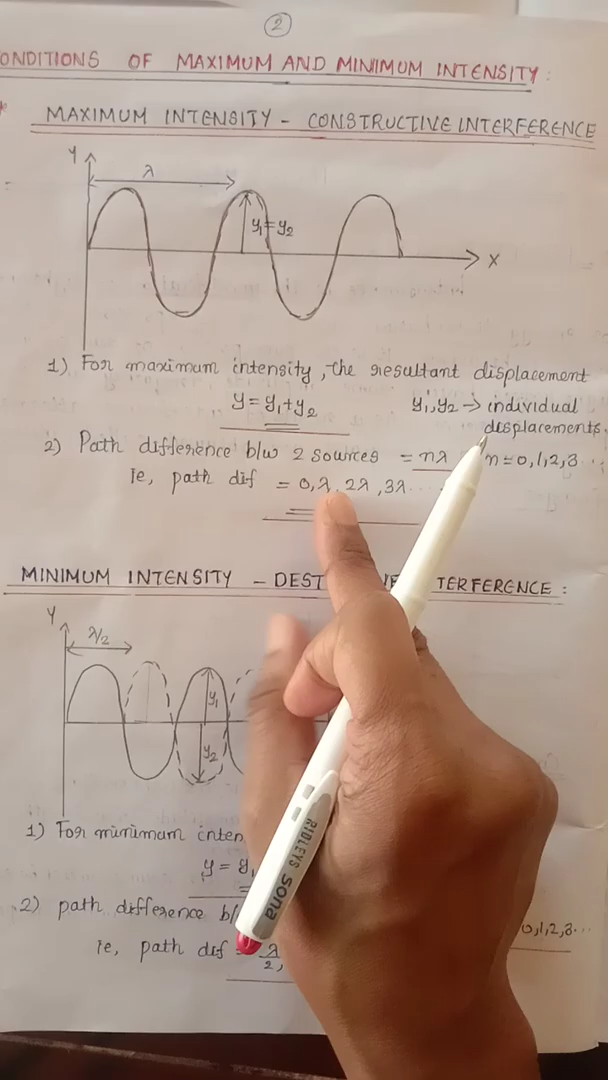 2
ONDITIONS OF MAXIMUM AND MINIMUM INTENSITY:
MAXIMUM INTENSITY - CONSTRUCTIVE INTERFERENCE
Y
λ
y₁=y₂
X
1) For maximum intensity, the resultant displacement
y = y₁+y₂ y₁,y₂ → individual displacements.
2) Path difference b/w 2 sources = nλ n=0,1,2,3...
Ie, path dif = 0,λ,2λ,3λ....
MINIMUM INTENSITY - DEST TERFERENCE:
Y
λ/2
y₁
y₂
1) For minimum inten
y = y₁
2) path difference b/ 0,1,2,3...
ie, path dif = λ/2,
RIDLEYS Sona